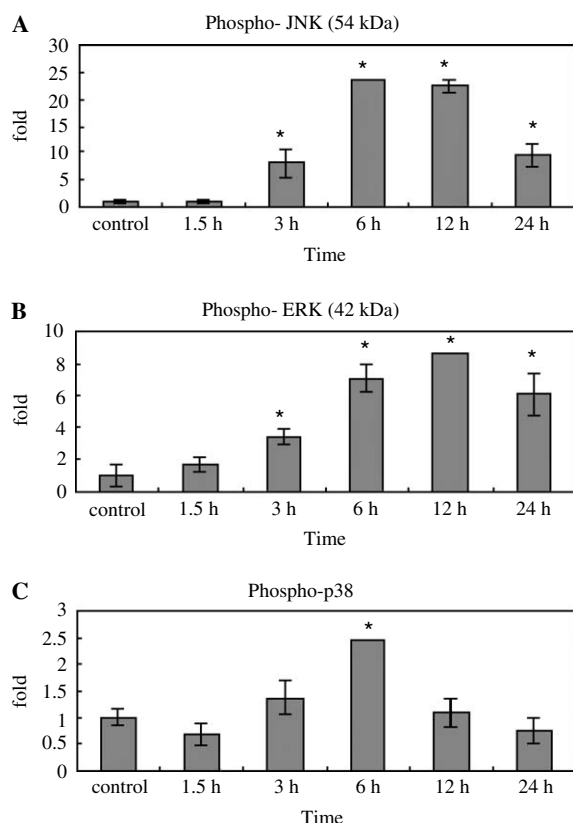 A
Phospho- JNK (54 kDa)
30
25
20
15
10
5
0
fold
* * * *
control 1.5 h 3 h 6 h 12 h 24 h
Time
B
Phospho- ERK (42 kDa)
10
8
6
4
2
0
fold
* * * *
control 1.5 h 3 h 6 h 12 h 24 h
Time
C
Phospho-p38
3
2.5
2
1.5
1
0.5
0
fold
*
control 1.5 h 3 h 6 h 12 h 24 h
Time